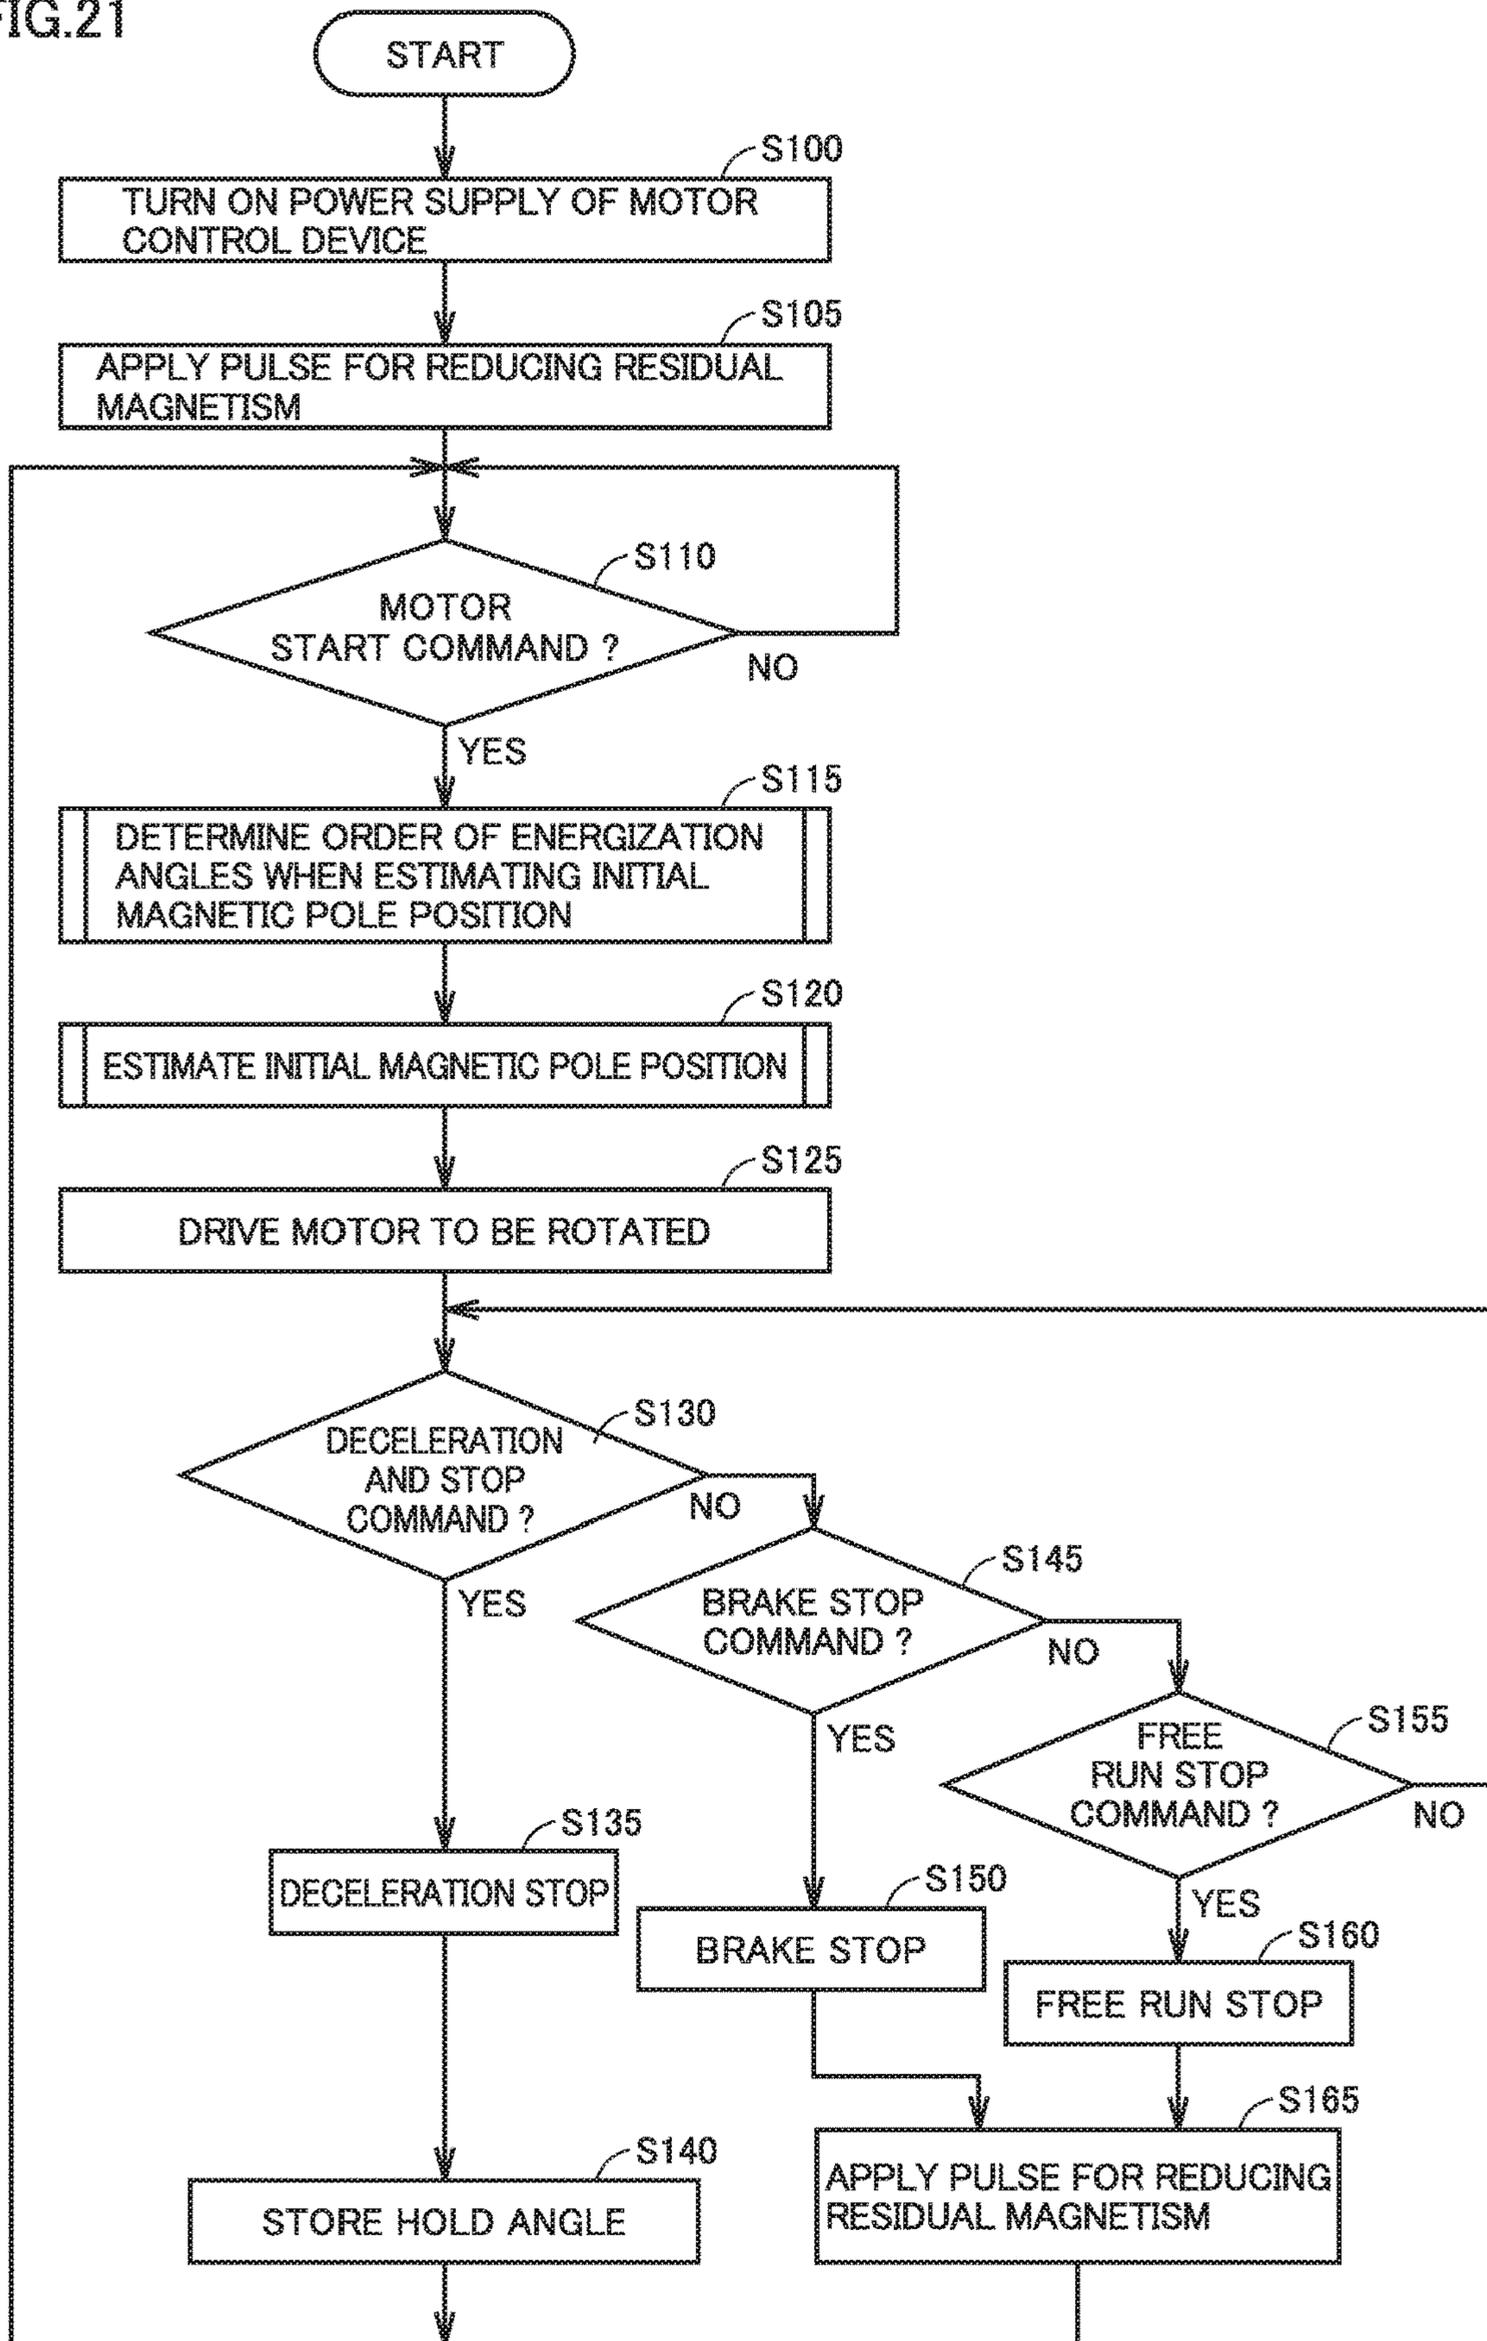 FIG.21
START
S100
TURN ON POWER SUPPLY OF MOTOR
CONTROL DEVICE
S105
APPLY PULSE FOR REDUCING RESIDUAL
MAGNETISM
S110
MOTOR
START COMMAND ?
NO
YES
S115
DETERMINE ORDER OF ENERGIZATION
ANGLES WHEN ESTIMATING INITIAL
MAGNETIC POLE POSITION
S120
ESTIMATE INITIAL MAGNETIC POLE POSITION
S125
DRIVE MOTOR TO BE ROTATED
S130
DECELERATION
AND STOP
COMMAND ?
NO
YES
S145
BRAKE STOP
COMMAND ?
NO
YES
S155
FREE
RUN STOP
COMMAND ?
NO
YES
S135
DECELERATION STOP
S150
BRAKE STOP
S160
FREE RUN STOP
S165
APPLY PULSE FOR REDUCING
RESIDUAL MAGNETISM
S140
STORE HOLD ANGLE